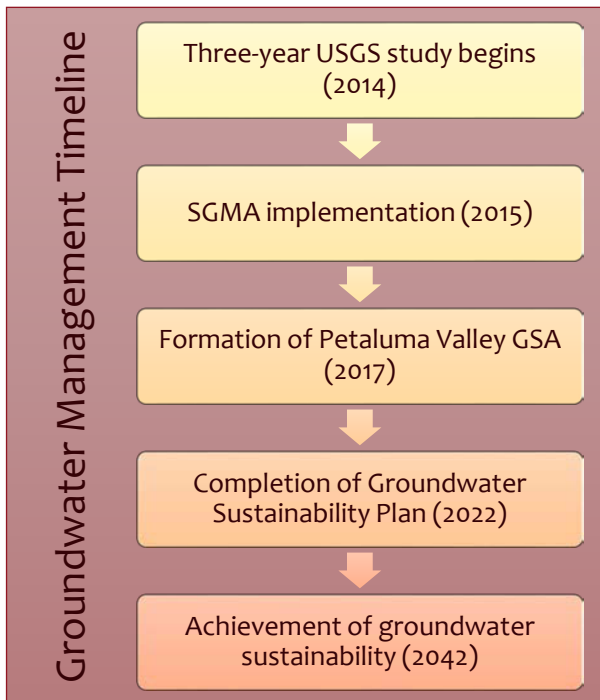 Groundwater Management Timeline
Three-year USGS study begins
(2014)
SGMA implementation (2015)
Formation of Petaluma Valley GSA
(2017)
Completion of Groundwater
Sustainability Plan (2022)
Achievement of groundwater
sustainability (2042)